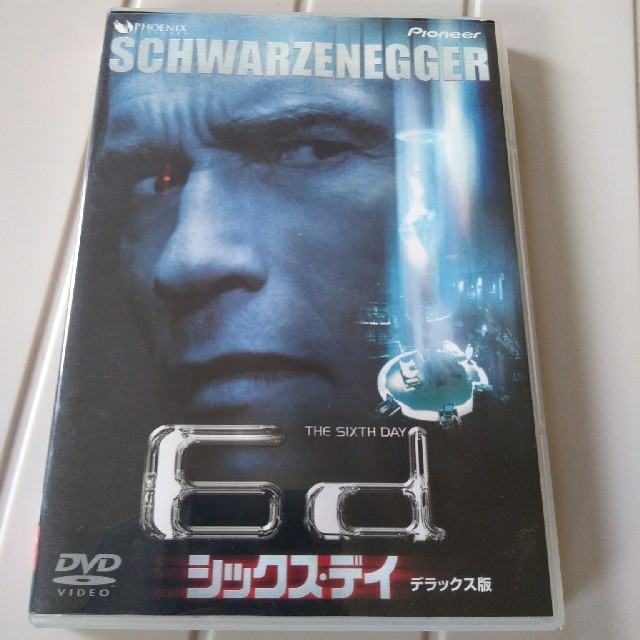 PHOENIX
Pioneer
SCHWARZENEGGER
THE SIXTH DAY
6d
シックス・デイ デラックス版
DVD
VIDEO